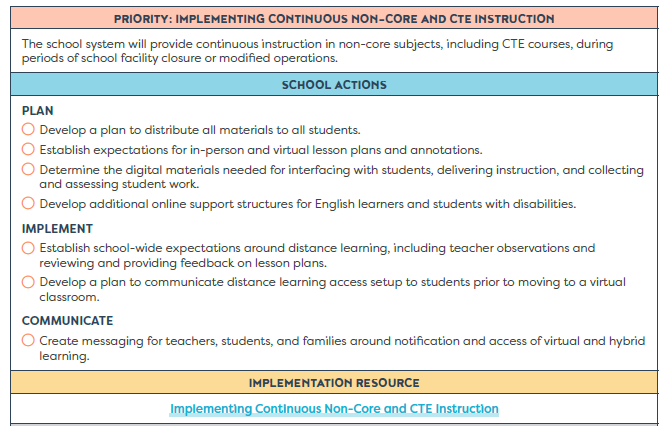 PRIORITY: IMPLEMENTING CONTINUOUS NON-CORE AND CTE INSTRUCTION
The school system will provide continuous instruction in non-core subjects, including CTE courses, during
periods of school facility closure or modified operations.
SCHOOL ACTIONS
PLAN
Develop a plan to distribute all materials to all students.
Establish expectations for in-person and virtual lesson plans and annotations.
Determine the digital materials needed for interfacing with students, delivering instruction, and collecting
and assessing student work.
Develop additional online support structures for English learners and students with disabilities.
IMPLEMENT
Establish school-wide expectations around distance learning, including teacher observations and
reviewing and providing feedback on lesson plans.
Develop a plan to communicate distance learning access setup to students prior to moving to a virtual
classroom.
COMMUNICATE
Create messaging for teachers, students, and families around notification and access of virtual and hybrid
learning.
IMPLEMENTATION RESOURCE
Implementing Continuous Non-Core and CTE Instruction